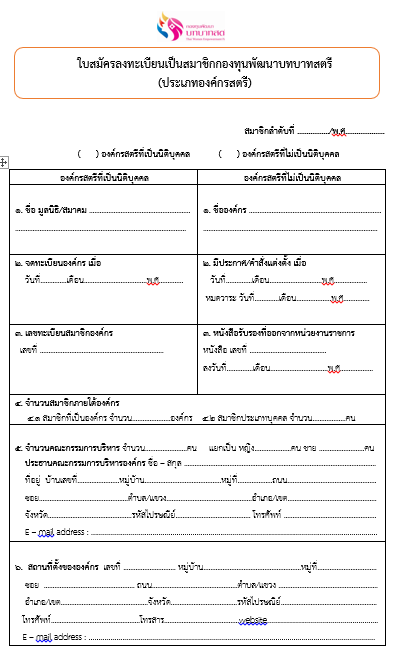 กองทุนพัฒนา
บทบาทสตรี
ใบสมัครลงทะเบียนเป็นสมาชิกกองทุนพัฒนาบทบาทสตรี
(ประเภทองค์กรสตรี)
สมาชิกลำดับที่ ................./พ.ศ.....................
( ) องค์กรสตรีที่เป็นนิติบุคคล ( ) องค์กรสตรีที่ไม่เป็นนิติบุคคล
องค์กรสตรีที่เป็นนิติบุคคล องค์กรสตรีที่ไม่เป็นนิติบุคคล
๑. ชื่อ มูลนิธิ/สมาคม ........................................ ๑. ชื่อองค์กร ........................................
๒. จดทะเบียนองค์กร เมื่อ ๒. มีประกาศ/คำสั่งแต่งตั้ง เมื่อ
วันที่.............เดือน..............................พ.ศ............. วันที่.............เดือน..........................พ.ศ.............
หมดวาระ วันที่.............เดือน.................พ.ศ.............
๓. เลขทะเบียนสมาชิกองค์กร ๓. หนังสือรับรองที่ออกจากหน่วยงานราชการ
เลขที่ .................................................... หนังสือ เลขที่ ................................
ลงวันที่.................เดือน............................พ.ศ.............
๔. จำนวนสมาชิกภายใต้องค์กร
๔.๑ สมาชิกที่เป็นองค์กร จำนวน................องค์กร ๔.๒ สมาชิกประเภทบุคคล จำนวน..............คน
๕. จำนวนคณะกรรมการบริหาร จำนวน.................คน แยกเป็น หญิง...............คน ชาย ...................คน
ประธานคณะกรรมการบริหารองค์กร ชื่อ – สกุล ................................................................
ที่อยู่ บ้านเลขที่.................หมู่บ้าน...............................หมู่ที่............ถนน................................
ซอย....................................ตำบล/แขวง....................................อำเภอ/เขต................................
จังหวัด...................................รหัสไปรษณีย์................................โทรศัพท์ ................................
E – mail address : ................................................................
๖. สถานที่ตั้งขององค์กร เลขที่ ...................... หมู่บ้าน........................................หมู่ที่......................
ซอย ...................................... ถนน...................................ตำบล/แขวง ................................
อำเภอ/เขต...................................จังหวัด............................รหัสไปรษณีย์................................
โทรศัพท์....................................โทรสาร...............................website................................
E – mail address : ................................................................